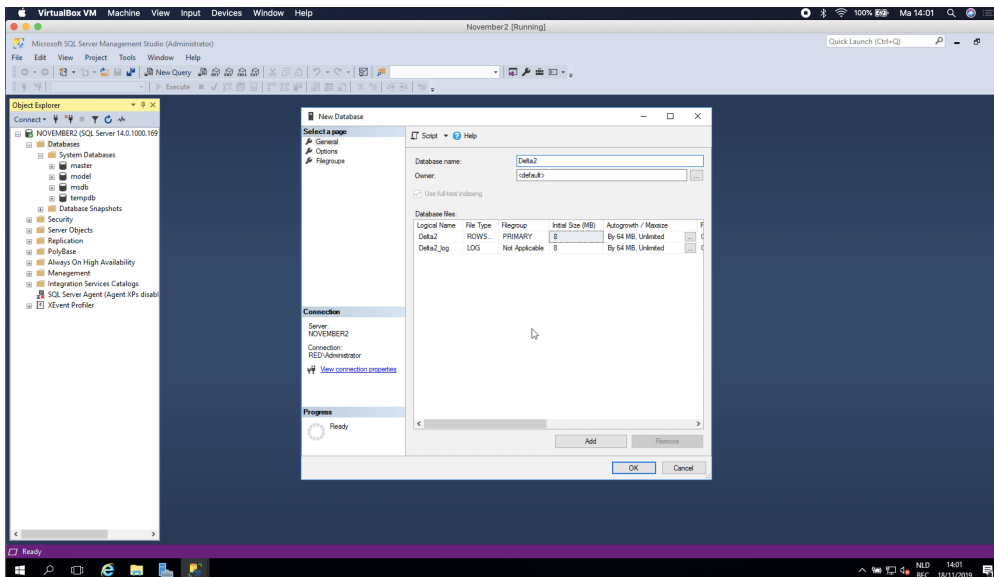 VirtualBox VM Machine View Input Devices Window Help 100% Ma 14:01
November2 [Running]
Microsoft SQL Server Management Studio (Administrator) Quick Launch (Ctrl+Q)
File Edit View Project Tools Window Help
New Query
Execute
Object Explorer
Connect
NOVEMBER2 (SQL Server 14.0.1000.169
Databases
System Databases
master
model
msdb
tempdb
Database Snapshots
Security
Server Objects
Replication
PolyBase
Always On High Availability
Management
Integration Services Catalogs
SQL Server Agent (Agent XPs disabl
XEvent Profiler
New Database
Select a page
General
Options
Filegroups
Connection
Server:
NOVEMBER2
Connection:
RED\Administrator
View connection properties
Progress
Ready
Script Help
Database name: Delta2
Owner: <default> ...
Use full-text indexing
Database files:
Logical Name File Type Filegroup Initial Size (MB) Autogrowth / Maxsize
Delta2 ROWS... PRIMARY 8 By 64 MB, Unlimited ...
Delta2_log LOG Not Applicable 8 By 64 MB, Unlimited ...
Add Remove
OK Cancel
Ready
NLD 14:01
BEC 18/11/2019